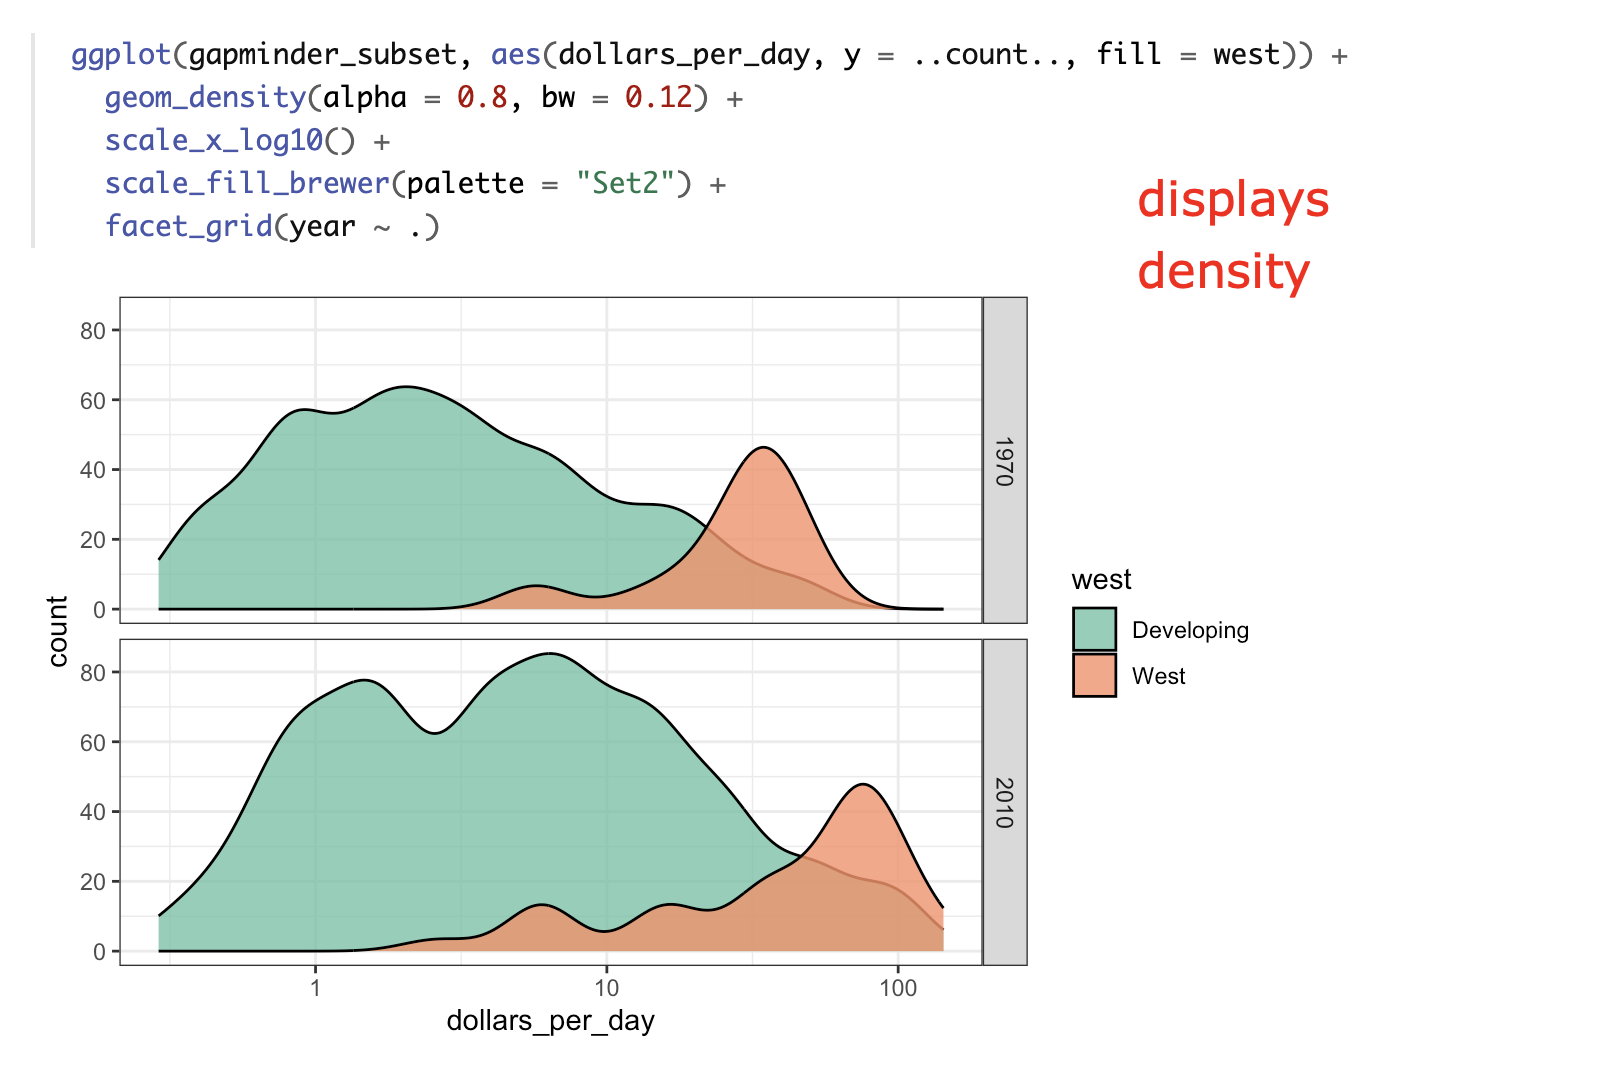 ggplot(gapminder_subset, aes(dollars_per_day, y = ..count.., fill = west)) +
geom_density(alpha = 0.8, bw = 0.12) +
scale_x_log10() +
scale_fill_brewer(palette = "Set2") +
facet_grid(year ~ .)
displays
density
80
60
40
20
0
1970
count
80
60
40
20
0
2010
1
10
100
dollars_per_day
west
Developing
West